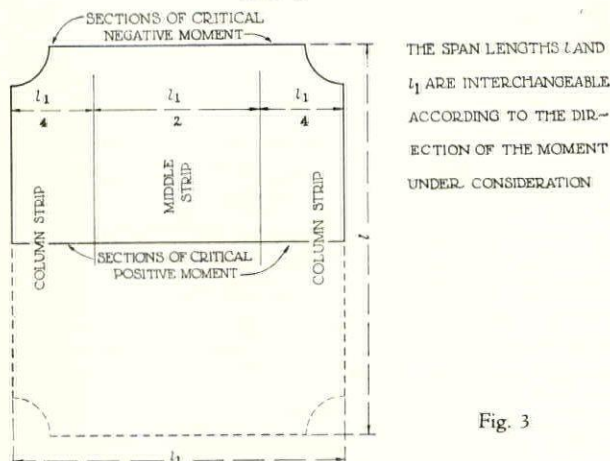 SECTIONS OF CRITICAL
NEGATIVE MOMENT
THE SPAN LENGTHS l AND
l1 ARE INTERCHANGEABLE
ACCORDING TO THE DIR-
ECTION OF THE MOMENT
UNDER CONSIDERATION
l1 l1 l1
4 2 4
COLUMN STRIP
MIDDLE
STRIP
COLUMN STRIP
l
SECTIONS OF CRITICAL
POSITIVE MOMENT
Fig. 3
l1